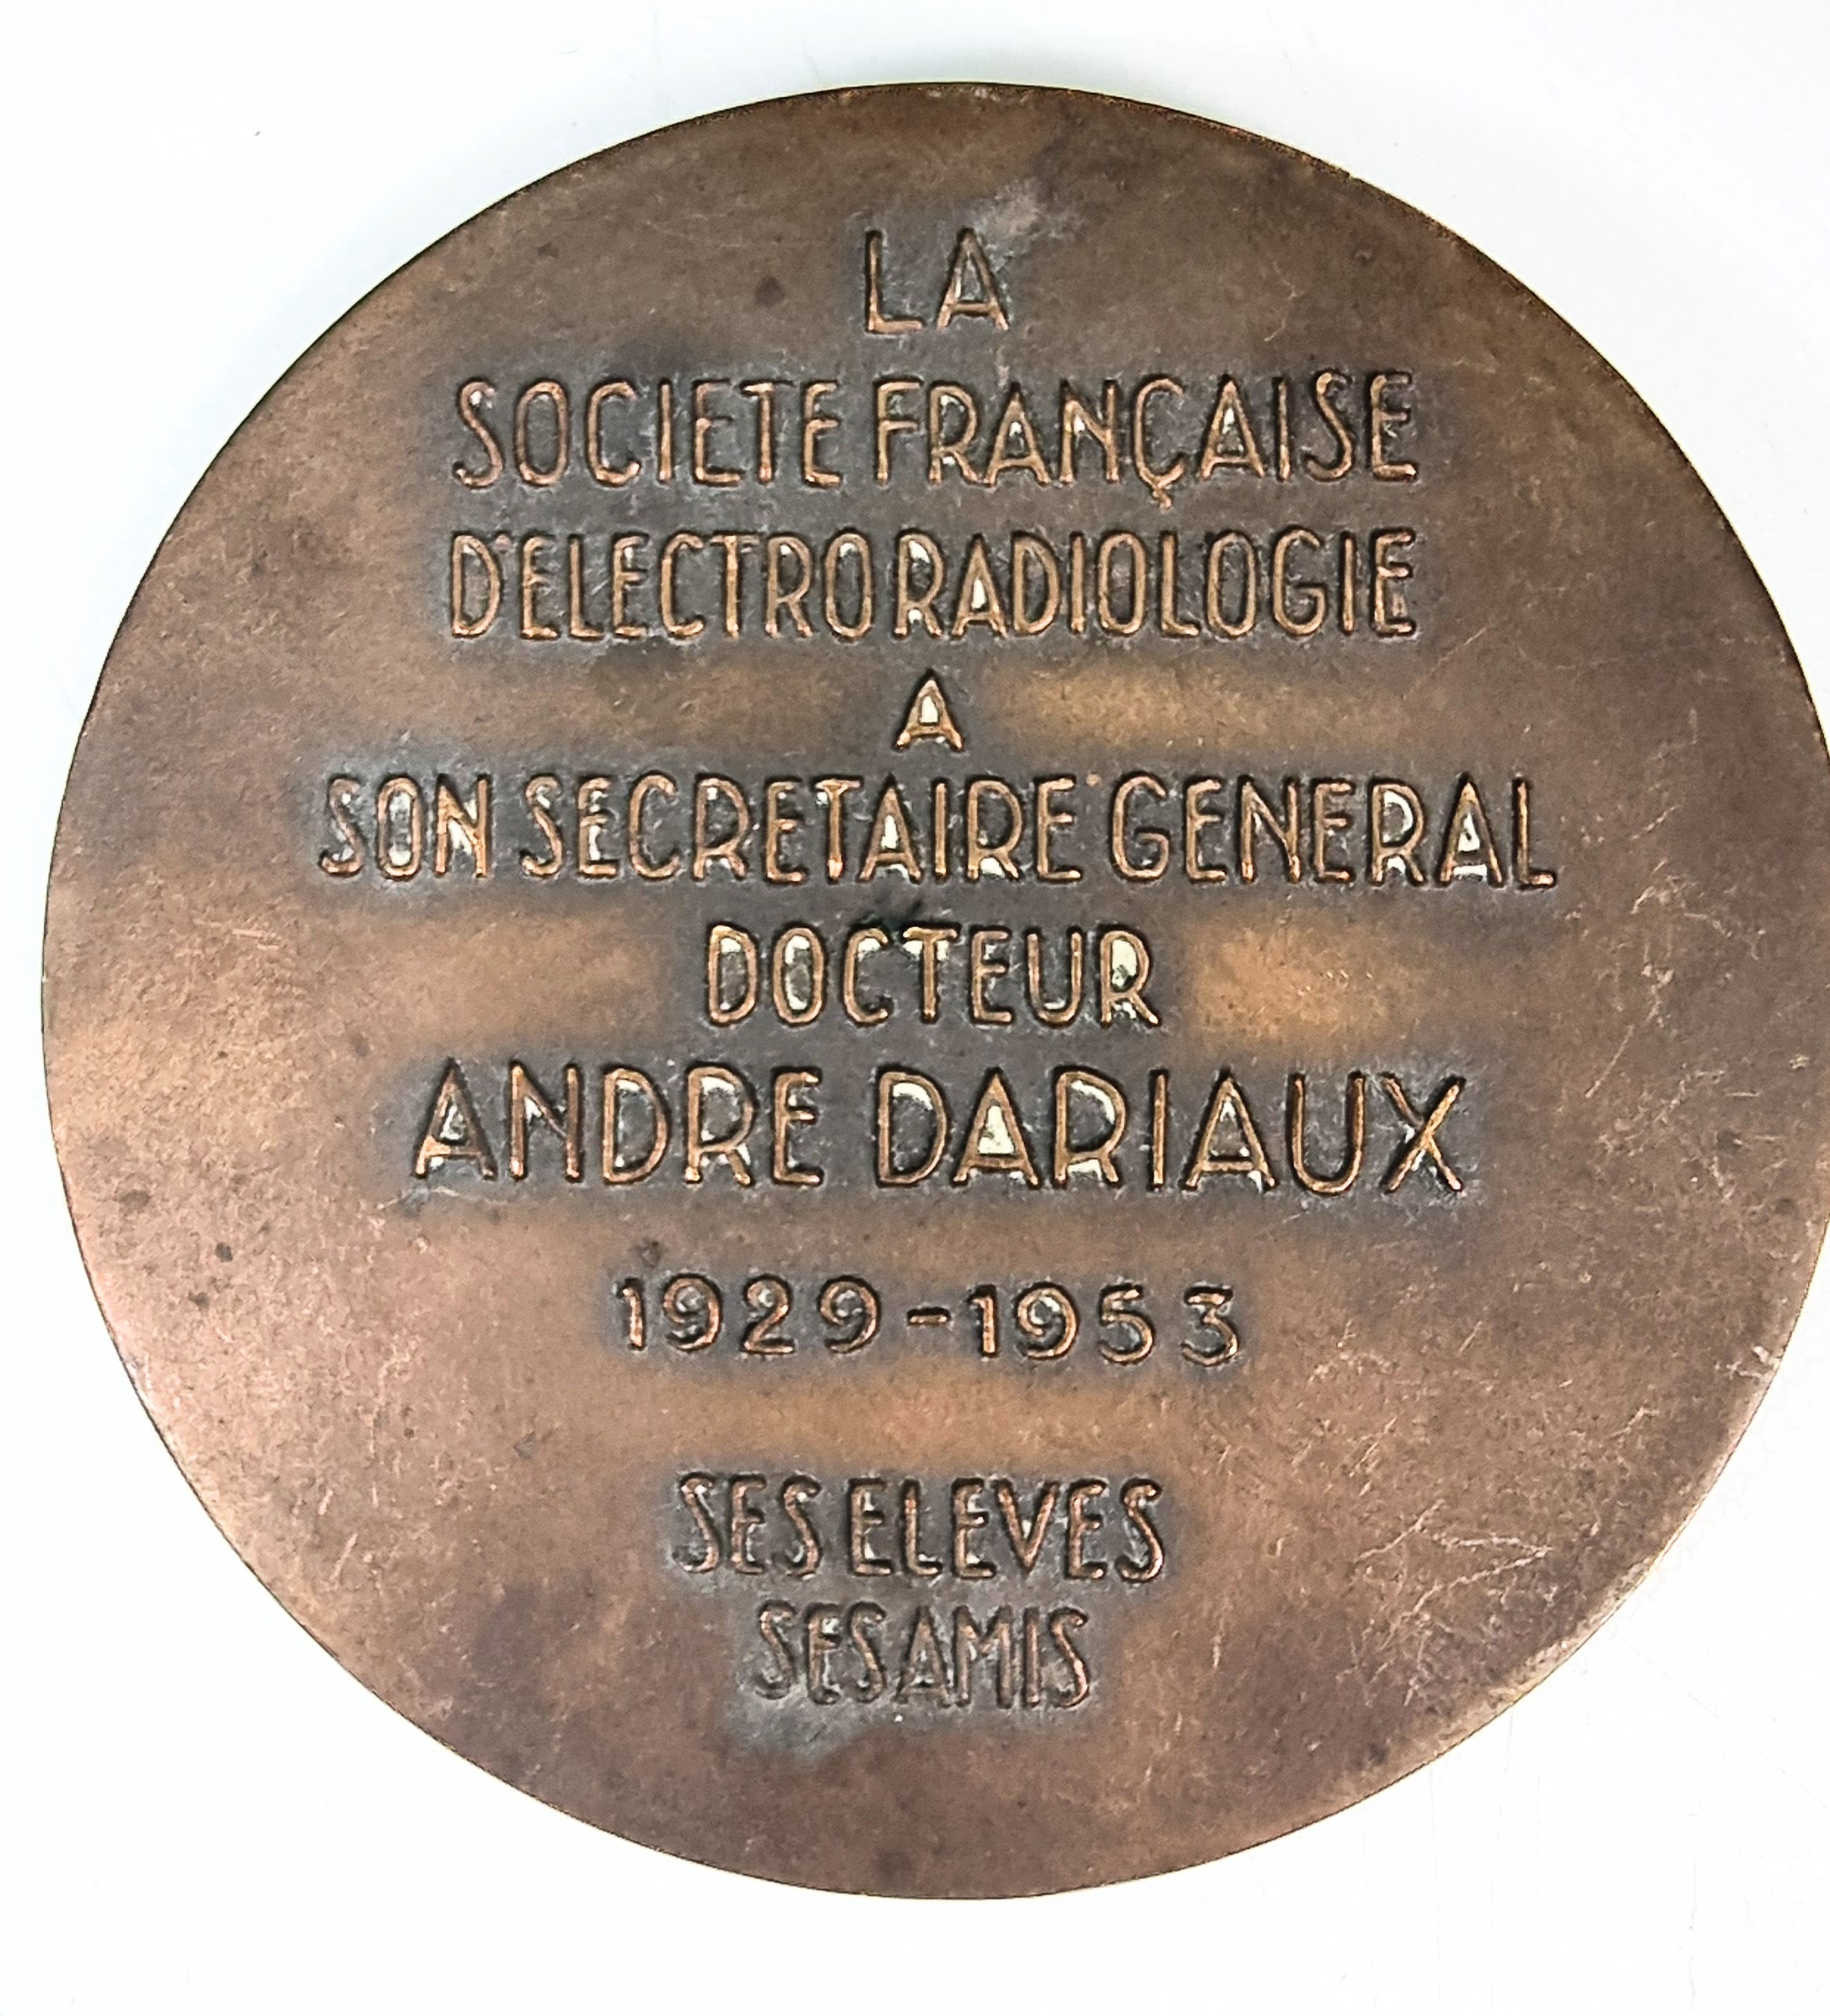 LA
SOCIETE FRANÇAISE
D'ELECTRO RADIOLOGIE
A
SON SECRETAIRE GENERAL
DOCTEUR
ANDRE DARIAUX
1929-1953
SES ELEVES
SES AMIS